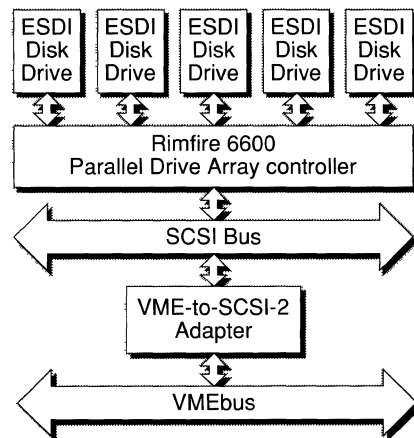 ESDI Disk Drive
ESDI Disk Drive
ESDI Disk Drive
ESDI Disk Drive
ESDI Disk Drive
Rimfire 6600
Parallel Drive Array controller
SCSI Bus
VME-to-SCSI-2
Adapter
VMEbus